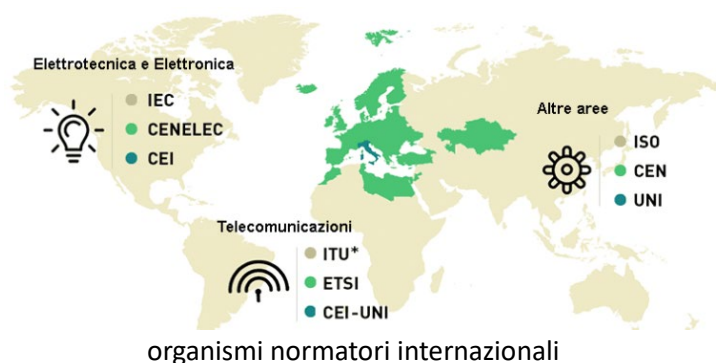 Elettrotecnica e Elettronica
IEC
CENELEC
CEI
Altre aree
ISO
CEN
UNI
Telecomunicazioni
ITU*
ETSI
CEI-UNI
organismi normatori internazionali